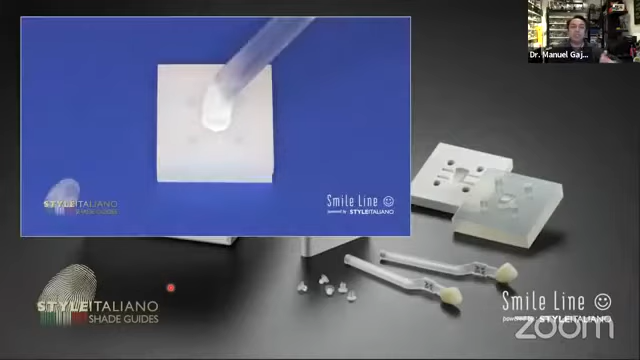 Dr. Manuel Gaj...
STYLEITALIANO
SHADE GUIDES
Smile Line
powered by STYLEITALIANO
STYLEITALIANO
SHADE GUIDES
Smile Line
powered by STYLEITALIANO
zoom